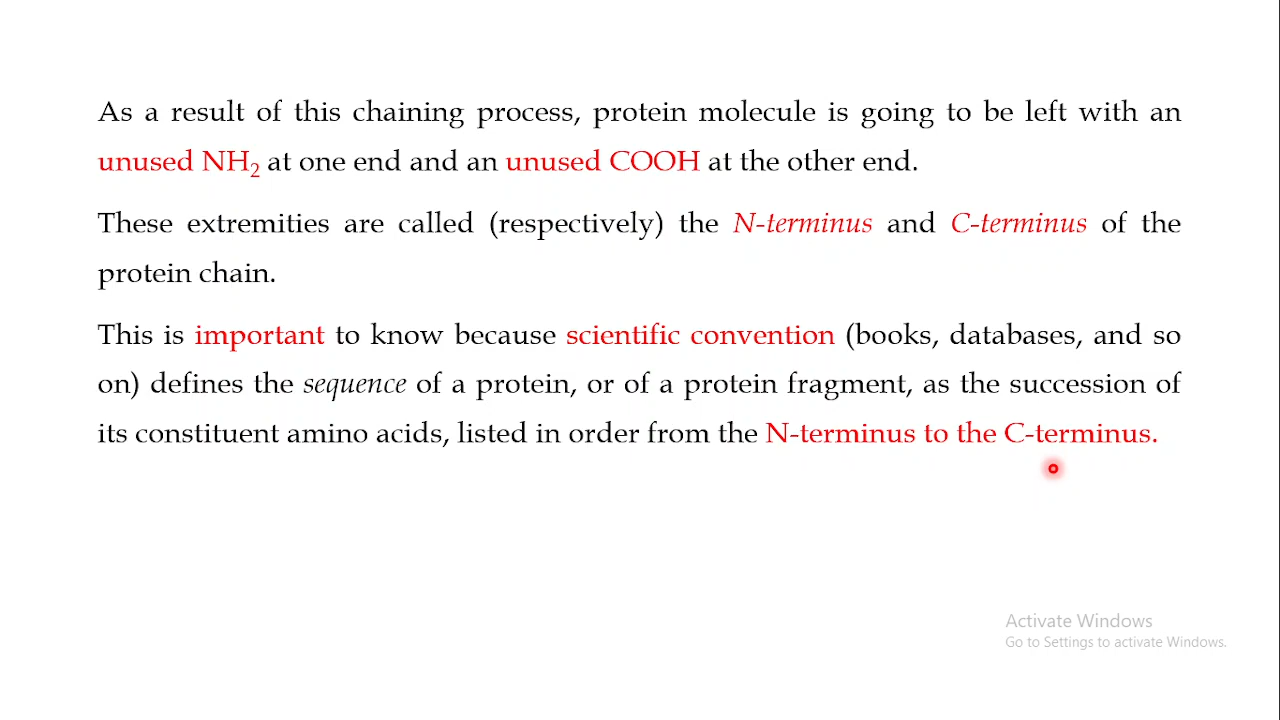 As a result of this chaining process, protein molecule is going to be left with an
unused NH₂ at one end and an unused COOH at the other end.
These extremities are called (respectively) the N-terminus and C-terminus of the
protein chain.
This is important to know because scientific convention (books, databases, and so
on) defines the sequence of a protein, or of a protein fragment, as the succession of
its constituent amino acids, listed in order from the N-terminus to the C-terminus.
Activate Windows
Go to Settings to activate Windows.